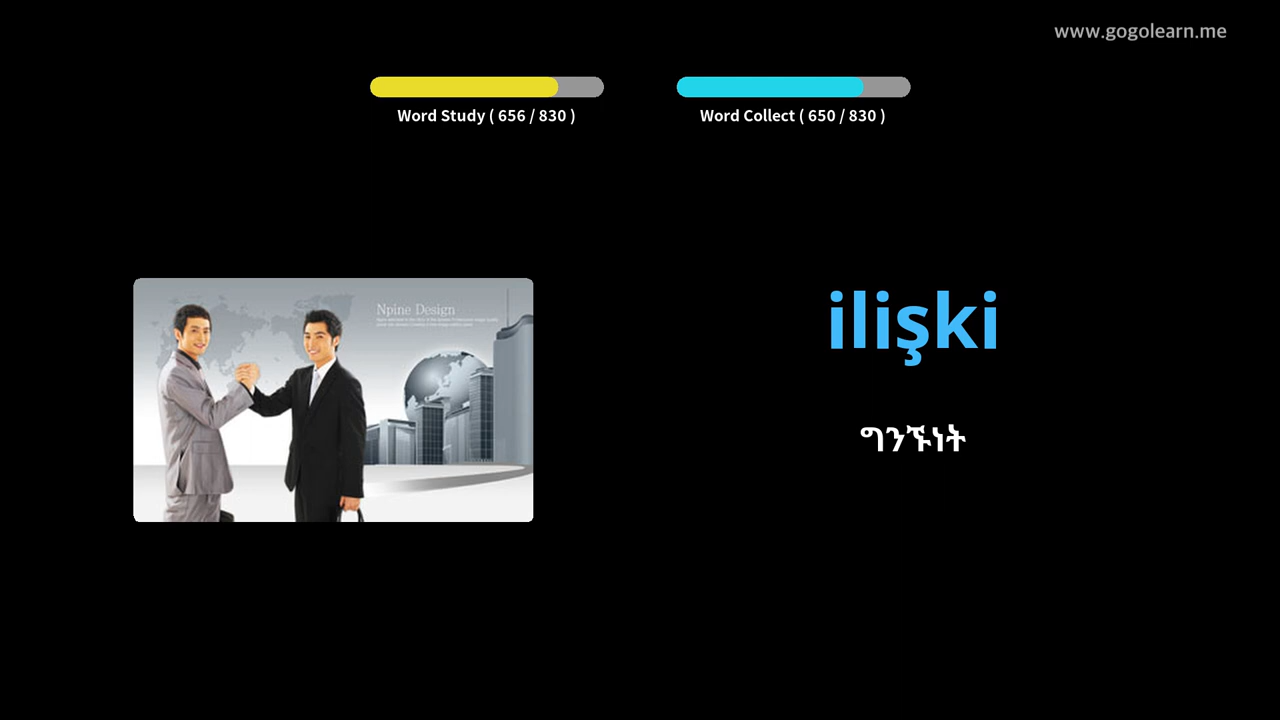 www.gogolearn.me
Word Study ( 656 / 830 )
Word Collect ( 650 / 830 )
Npine Design
ilişki
ግንኙነት